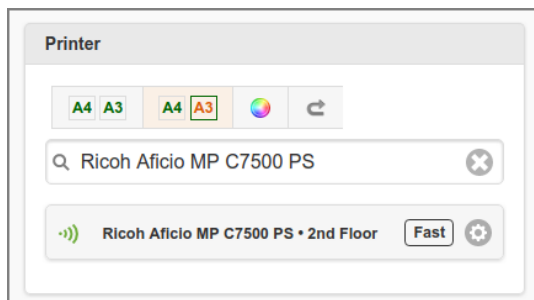 Printer
A4 A3 A4 A3
Ricoh Aficio MP C7500 PS
Ricoh Aficio MP C7500 PS • 2nd Floor Fast